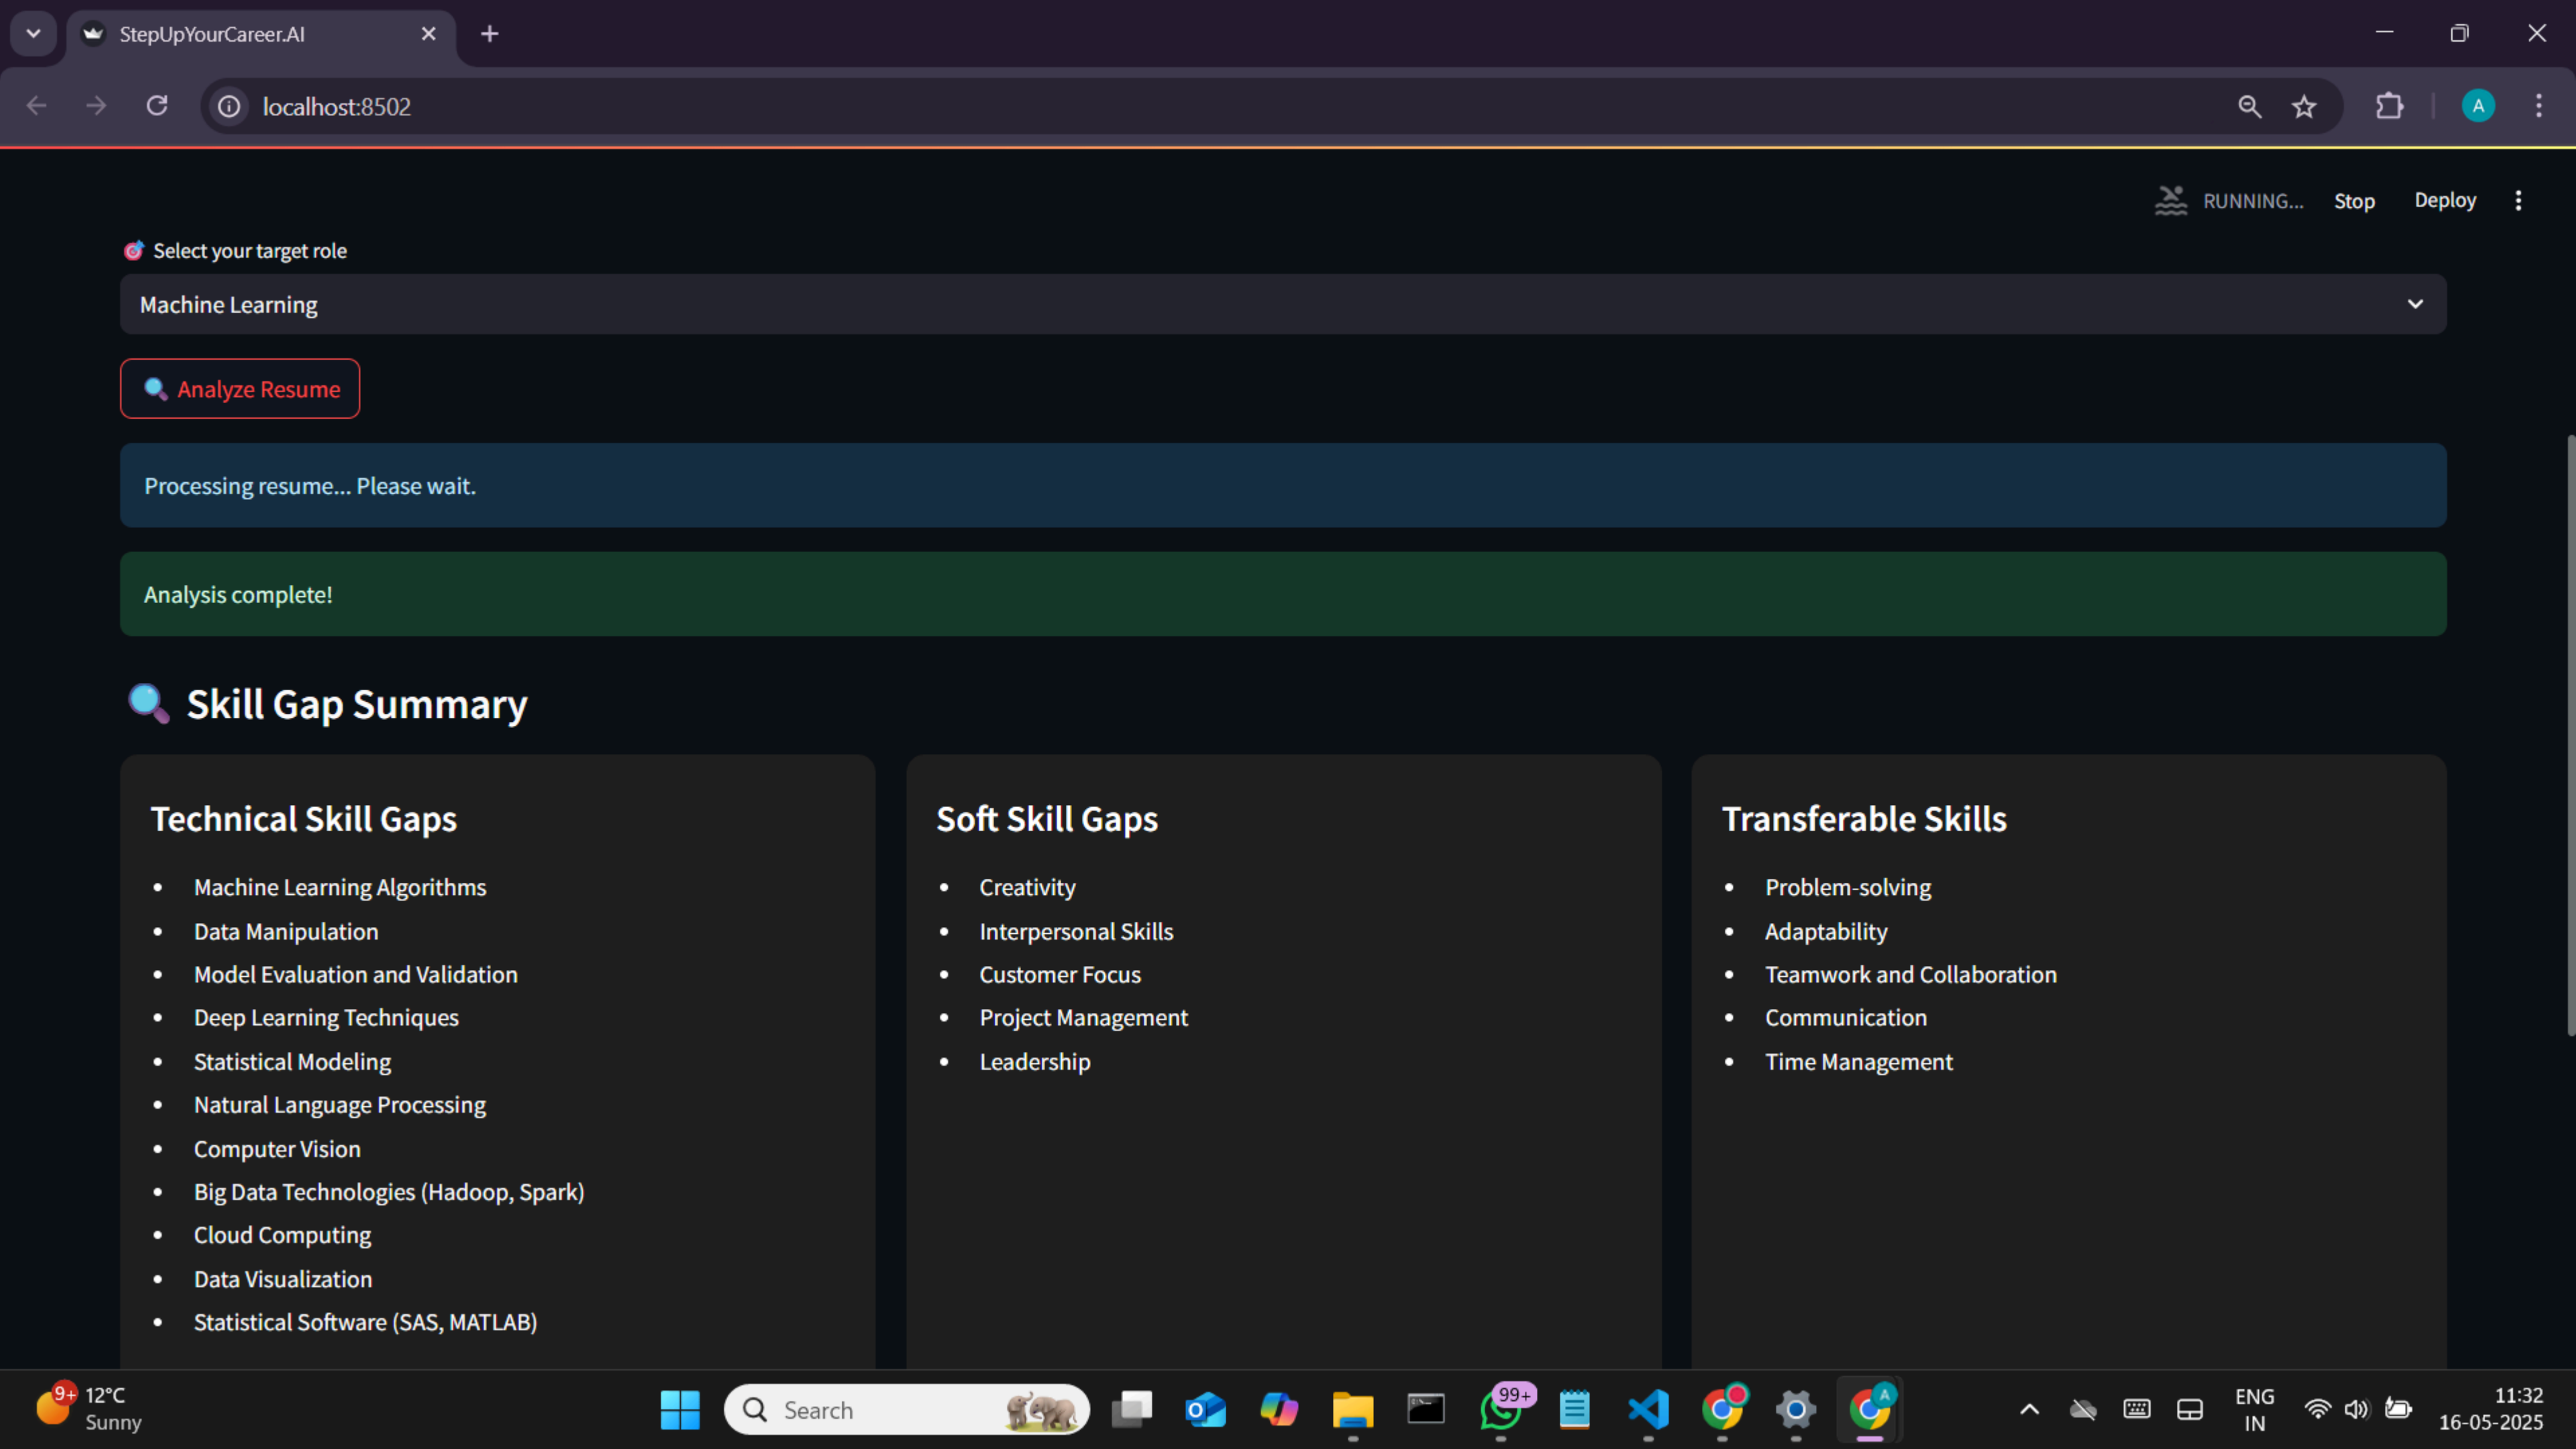 StepUpYourCareer.AI
localhost:8502
A
RUNNING... Stop Deploy
Select your target role
Machine Learning
Analyze Resume
Processing resume... Please wait.
Analysis complete!
Skill Gap Summary
Technical Skill Gaps
• Machine Learning Algorithms
• Data Manipulation
• Model Evaluation and Validation
• Deep Learning Techniques
• Statistical Modeling
• Natural Language Processing
• Computer Vision
• Big Data Technologies (Hadoop, Spark)
• Cloud Computing
• Data Visualization
• Statistical Software (SAS, MATLAB)
Soft Skill Gaps
• Creativity
• Interpersonal Skills
• Customer Focus
• Project Management
• Leadership
Transferable Skills
• Problem-solving
• Adaptability
• Teamwork and Collaboration
• Communication
• Time Management
9+
12°C
Sunny
Search
99+
A
ENG
IN
11:32
16-05-2025